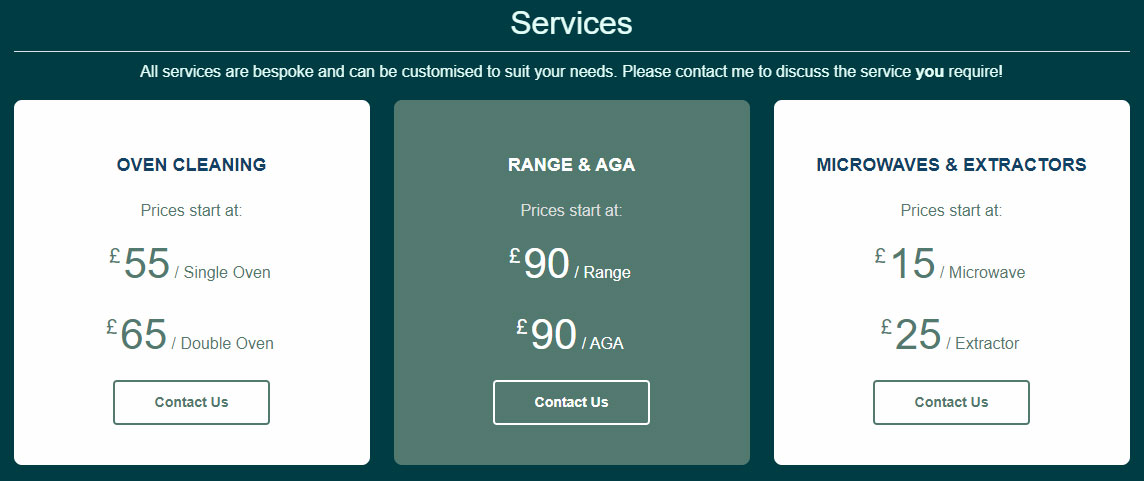 Services
All services are bespoke and can be customised to suit your needs. Please contact me to discuss the service you require!
OVEN CLEANING
Prices start at:
£55 / Single Oven
£65 / Double Oven
Contact Us
RANGE & AGA
Prices start at:
£90 / Range
£90 / AGA
Contact Us
MICROWAVES & EXTRACTORS
Prices start at:
£15 / Microwave
£25 / Extractor
Contact Us